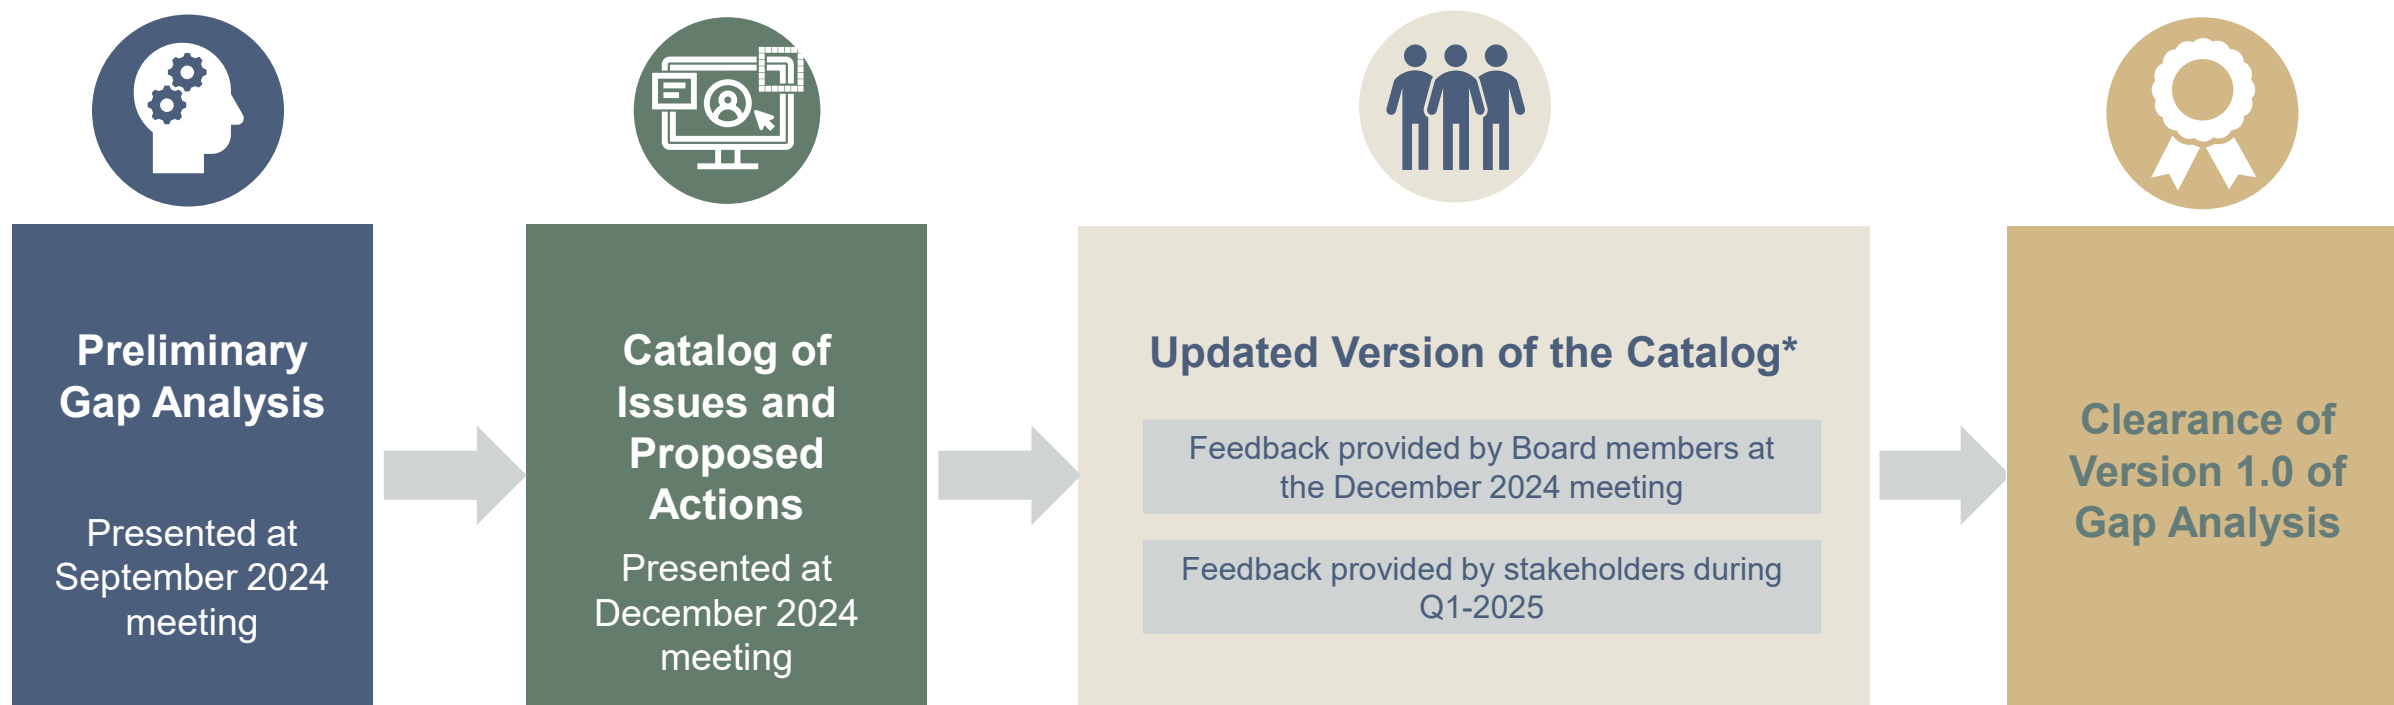 Preliminary
Gap Analysis
Presented at
September 2024
meeting
Catalog of
Issues and
Proposed
Actions
Presented at
December 2024
meeting
Updated Version of the Catalog*
Feedback provided by Board members at
the December 2024 meeting
Feedback provided by stakeholders during
Q1-2025
Clearance of
Version 1.0 of
Gap Analysis